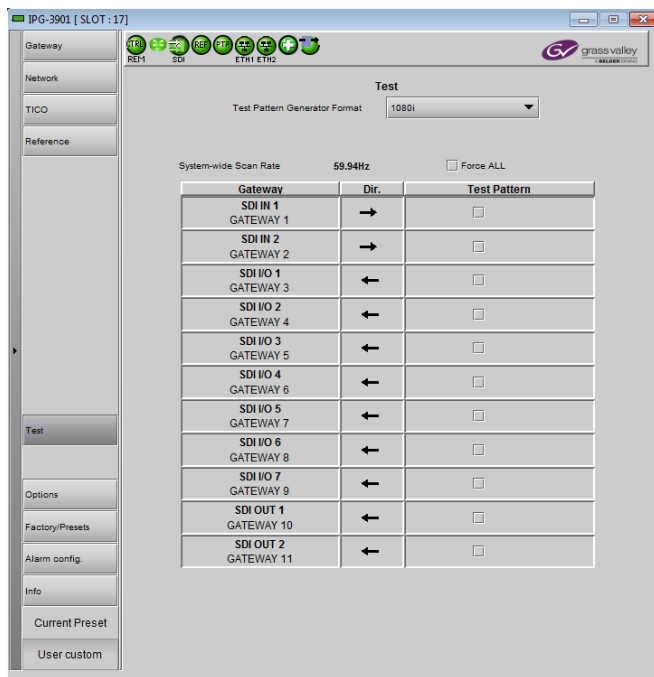 IPG-3901 [ SLOT : 17]
CTRL REF PTP
REM SDI ETH1 ETH2
grass valley
A BELDEN BRAND
Gateway
Network
TICO
Reference
Test
Options
Factory/Presets
Alarm config.
Info
Current Preset
User custom
Test
Test Pattern Generator Format 1080i
System-wide Scan Rate 59.94Hz Force ALL
Gateway Dir. Test Pattern
SDI IN 1
GATEWAY 1
SDI IN 2
GATEWAY 2
SDI I/O 1
GATEWAY 3
SDI I/O 2
GATEWAY 4
SDI I/O 3
GATEWAY 5
SDI I/O 4
GATEWAY 6
SDI I/O 5
GATEWAY 7
SDI I/O 6
GATEWAY 8
SDI I/O 7
GATEWAY 9
SDI OUT 1
GATEWAY 10
SDI OUT 2
GATEWAY 11